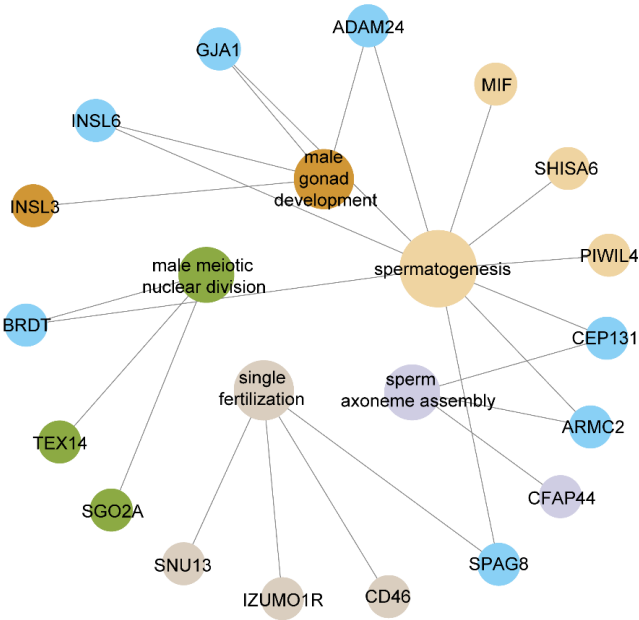 ADAM24
GJA1
MIF
INSL6
male
gonad
development
SHISA6
INSL3
PIWIL4
male meiotic
nuclear division
spermatogenesis
BRDT
CEP131
single
fertilization
sperm
axoneme assembly
ARMC2
TEX14
CFAP44
SGO2A
SNU13
SPAG8
IZUMO1R
CD46